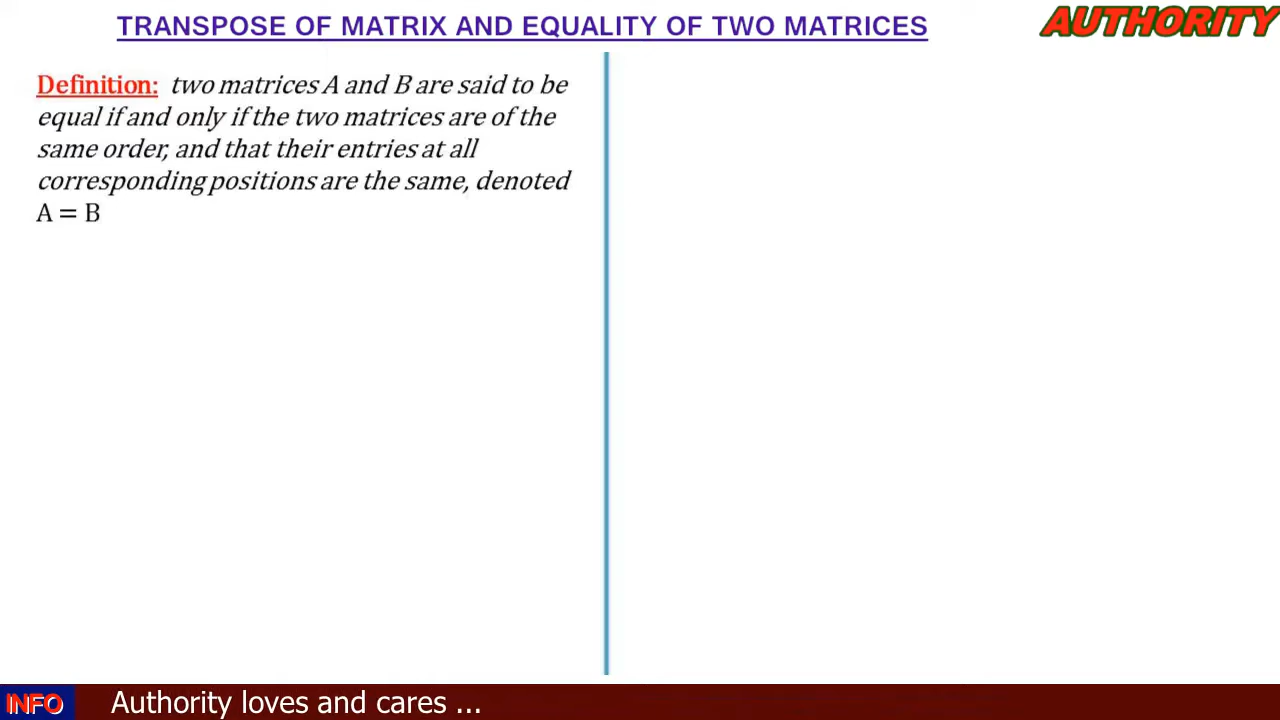 TRANSPOSE OF MATRIX AND EQUALITY OF TWO MATRICES
AUTHORITY
Definition: two matrices A and B are said to be
equal if and only if the two matrices are of the
same order, and that their entries at all
corresponding positions are the same, denoted
A = B
INFO Authority loves and cares ...